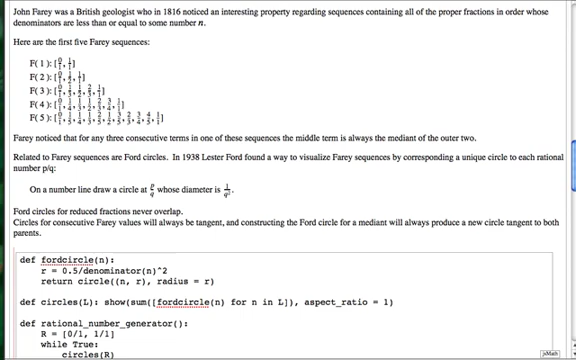 John Farey was a British geologist who in 1816 noticed an interesting property regarding sequences containing all of the proper fractions in order whose
denominators are less than or equal to some number n.
Here are the first five Farey sequences:
F( 1 ): [0/1, 1/1]
F( 2 ): [0/1, 1/2, 1/1]
F( 3 ): [0/1, 1/3, 1/2, 2/3, 1/1]
F( 4 ): [0/1, 1/4, 1/3, 1/2, 2/3, 3/4, 1/1]
F( 5 ): [0/1, 1/5, 1/4, 1/3, 2/5, 1/2, 3/5, 2/3, 3/4, 4/5, 1/1]
Farey noticed that for any three consecutive terms in one of these sequences the middle term is always the mediant of the outer two.
Related to Farey sequences are Ford circles. In 1938 Lester Ford found a way to visualize Farey sequences by corresponding a unique circle to each rational
number p/q:
On a number line draw a circle at p/q whose diameter is 1/q².
Ford circles for reduced fractions never overlap.
Circles for consecutive Farey values will always be tangent, and constructing the Ford circle for a mediant will always produce a new circle tangent to both
parents.
def fordcircle(n):
r = 0.5/denominator(n)^2
return circle((n, r), radius = r)
def circles(L): show(sum([fordcircle(n) for n in L]), aspect_ratio = 1)
def rational_number_generator():
R = [0/1, 1/1]
while True:
circles(R)
jsMath